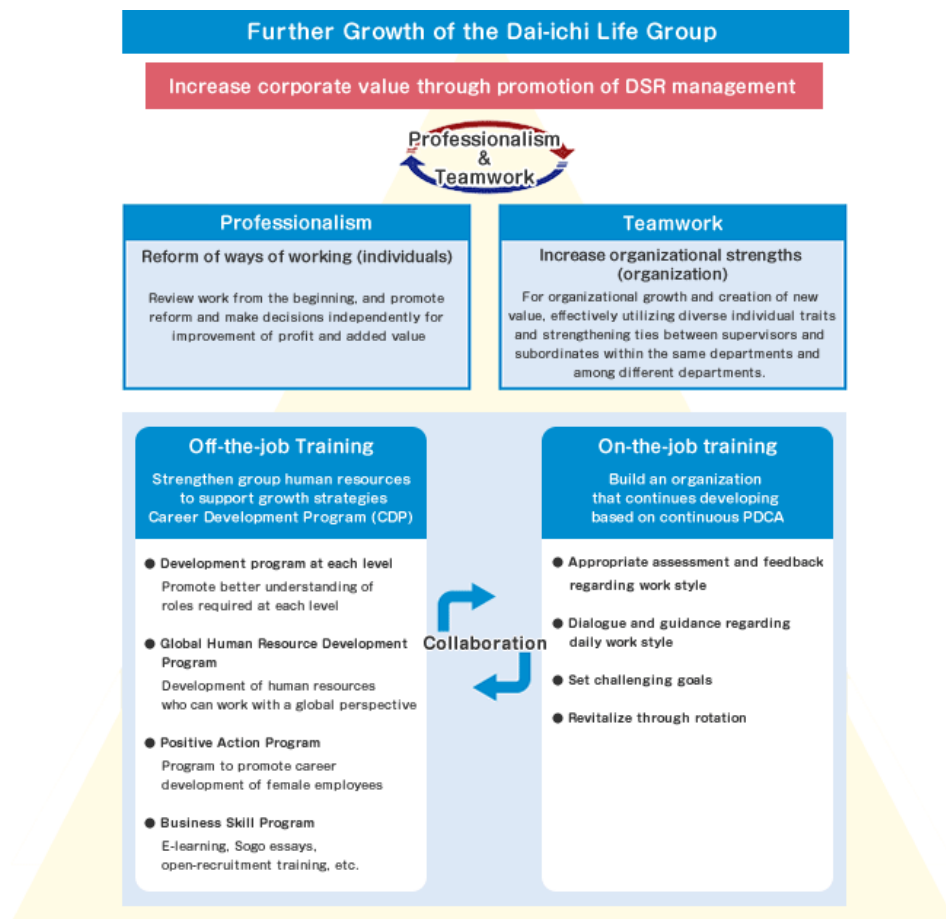 Further Growth of the Dai-ichi Life Group
Increase corporate value through promotion of DSR management
Professionalism
&
Teamwork
Professionalism
Reform of ways of working (individuals)
Review work from the beginning, and promote
reform and make decisions independently for
improvement of profit and added value
Teamwork
Increase organizational strengths
(organization)
For organizational growth and creation of new
value, effectively utilizing diverse individual traits
and strengthening ties between supervisors and
subordinates within the same departments and
among different departments.
Off-the-job Training
Strengthen group human resources
to support growth strategies
Career Development Program (CDP)
● Development program at each level
Promote better understanding of
roles required at each level
● Global Human Resource Development
Program
Development of human resources
who can work with a global perspective
● Positive Action Program
Program to promote career
development of female employees
● Business Skill Program
E-learning, Sogo essays,
open-recruitment training, etc.
Collaboration
On-the-job training
Build an organization
that continues developing
based on continuous PDCA
● Appropriate assessment and feedback
regarding work style
● Dialogue and guidance regarding
daily work style
● Set challenging goals
● Revitalize through rotation